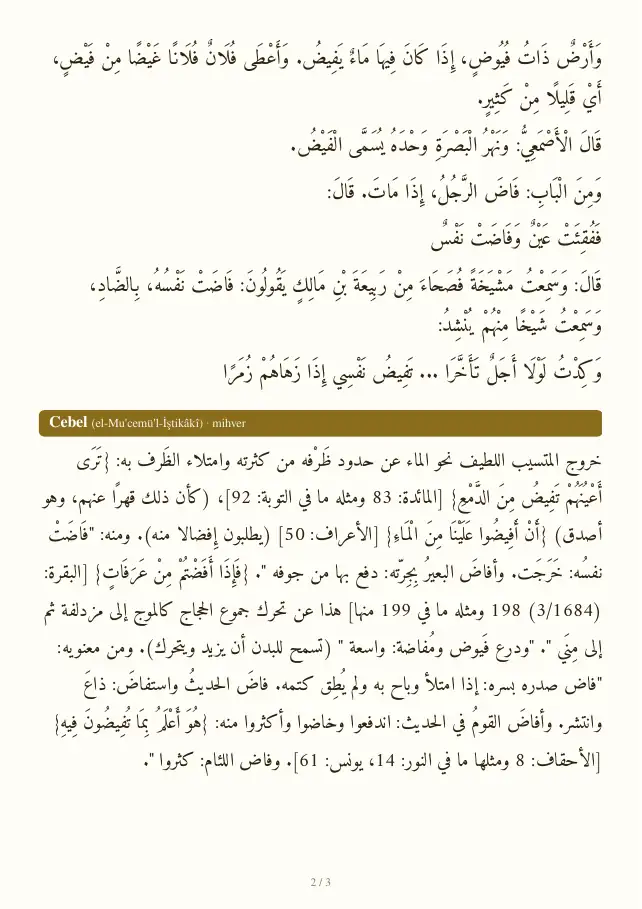 وَأَرْضٌ ذَاتُ فُيُوضٍ، إِذَا كَانَ فِيهَا مَاءٌ يَفِيضُ. وَأَعْطَى فُلَانٌ فُلَانًا غَيْضًا مِنْ فَيْضٍ،
أَيْ قَلِيلًا مِنْ كَثِيرٍ.
قَالَ الْأَصْمَعِيُّ: وَنَهْرُ الْبَصْرَةِ وَحْدَهُ يُسَمَّى الْفَيْضُ.
وَمِنَ الْبَابِ: فَاضَ الرَّجُلُ، إِذَا مَاتَ. قَالَ:
فَفُقِئَتْ عَيْنٌ وَفَاضَتْ نَفْسٌ
قَالَ: وَسَمِعْتُ مَشْيَخَةً فُصَحَاءَ مِنْ رَبِيعَةَ بْنِ مَالِكٍ يَقُولُونَ: فَاضَتْ نَفْسُهُ، بِالضَّادِ،
وَسَمِعْتُ شَيْخًا مِنْهُمْ يُنْشِدُ:
وَكِدْتُ لَوْلَا أَجَلٌ تَأَخَّرَا ... تَفِيضُ نَفْسِي إِذَا زَهَاهُمْ زُمَرًا
Cebel (el-Mu'cemü'l-İştikâkî) · mihver
خروج المتسيب اللطيف نحو الماء عن حدود ظَرْفه من كثرته وامتلاء الظَرف به: {تَرَى
أَعْيُنَهُمْ تَفِيضُ مِنَ الدَّمْعِ} [المائدة: 83 ومثله ما في التوبة: 92]، (كأن ذلك قهرًا عنهم، وهو
أصدق) {أَنْ أَفِيضُوا عَلَيْنَا مِنَ الْمَاءِ} [الأعراف: 50] (يطلبون إفضالا منه). ومنه: "فَاضَتْ
نفسُه: خَرَجَت. وأفاضَ البعيرُ بِجِرّته: دفع بها من جوفه ". {فَإِذَا أَفَضْتُمْ مِنْ عَرَفَاتٍ} [البقرة:
(3/1684) 198 ومثله ما في 199 منها] هذا عن تحرك جموع الحجاج كالموج إلى مزدلفة ثم
إلى مِنَي ". "ودرع فَيوض ومُفاضة: واسعة " (تسمح للبدن أن يزيد ويتحرك). ومن معنويه:
"فاض صدره بسره: إذا امتلأ وباح به ولم يُطِق كتمه. فاضَ الحديثُ واستفاضَ: ذاعَ
وانتشر. وأفاضَ القومُ في الحديث: اندفعوا وخاضوا وأكثروا منه: {هُوَ أَعْلَمُ بِمَا تُفِيضُونَ فِيهِ}
[الأحقاف: 8 ومثلها ما في النور: 14، يونس: 61]. وفاض اللئام: كثروا ".
2 / 3